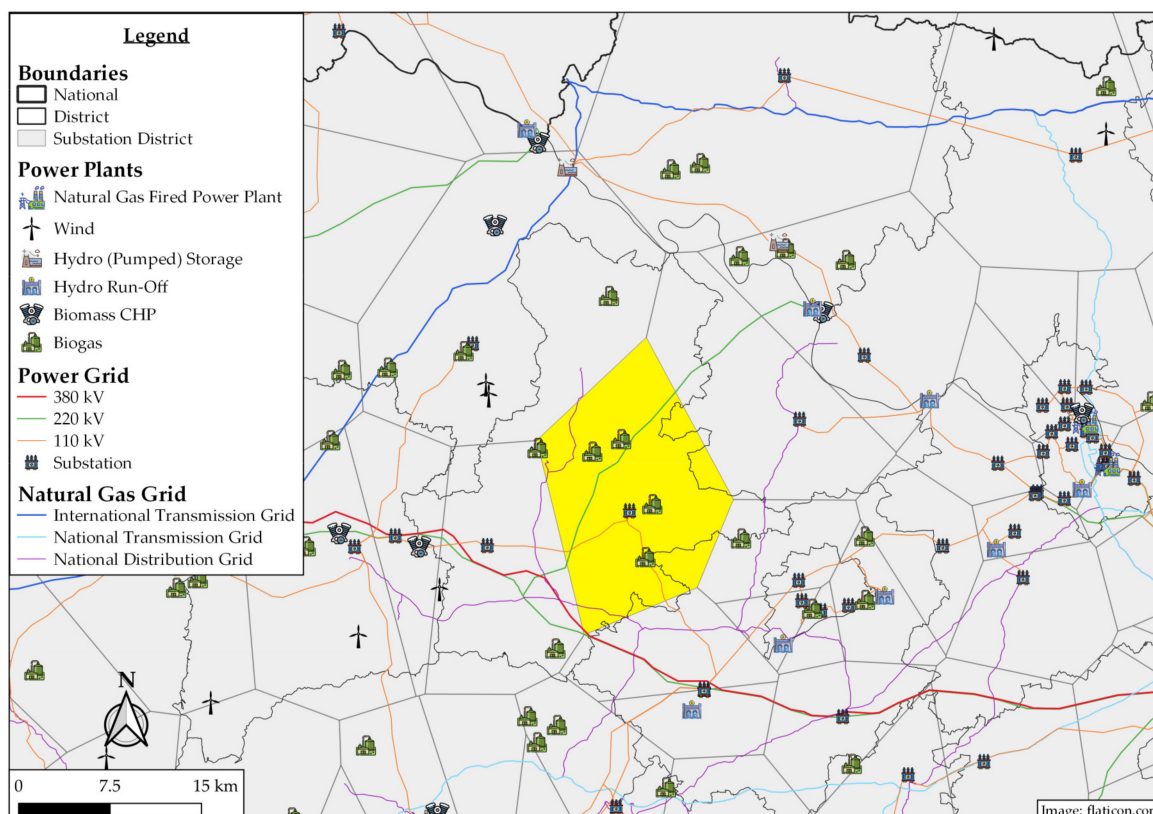 Legend
Boundaries
National
District
Substation District
Power Plants
Natural Gas Fired Power Plant
Wind
Hydro (Pumped) Storage
Hydro Run-Off
Biomass CHP
Biogas
Power Grid
380 kV
220 kV
110 kV
Substation
Natural Gas Grid
International Transmission Grid
National Transmission Grid
National Distribution Grid
N
0 7.5 15 km
Image: flaticon.com